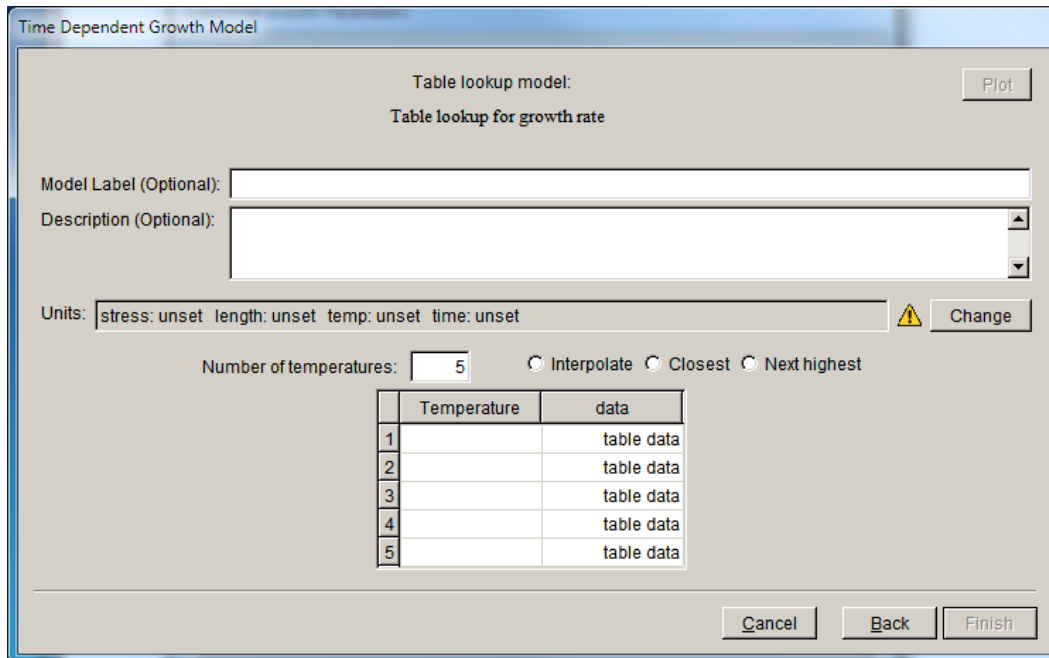 Time Dependent Growth Model
Table lookup model:
Plot
Table lookup for growth rate
Model Label (Optional):
Description (Optional):
Units: stress: unset length: unset temp: unset time: unset Change
Number of temperatures: 5 Interpolate Closest Next highest
Temperature data
1 table data
2 table data
3 table data
4 table data
5 table data
Cancel Back Finish